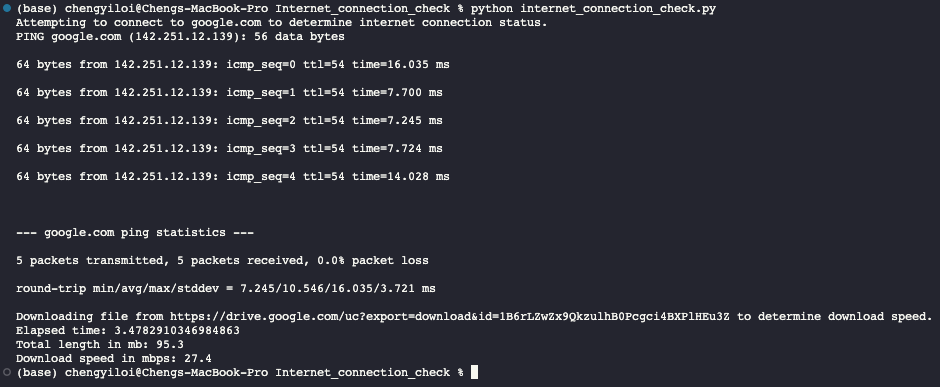 (base) chengyiloi@Chengs-MacBook-Pro Internet_connection_check % python internet_connection_check.py
Attempting to connect to google.com to determine internet connection status.
PING google.com (142.251.12.139): 56 data bytes
64 bytes from 142.251.12.139: icmp_seq=0 ttl=54 time=16.035 ms
64 bytes from 142.251.12.139: icmp_seq=1 ttl=54 time=7.700 ms
64 bytes from 142.251.12.139: icmp_seq=2 ttl=54 time=7.245 ms
64 bytes from 142.251.12.139: icmp_seq=3 ttl=54 time=7.724 ms
64 bytes from 142.251.12.139: icmp_seq=4 ttl=54 time=14.028 ms
--- google.com ping statistics ---
5 packets transmitted, 5 packets received, 0.0% packet loss
round-trip min/avg/max/stddev = 7.245/10.546/16.035/3.721 ms
Downloading file from https://drive.google.com/uc?export=download&id=1B6rLZwZx9QkzulhB0Pcgci4BXPlHEu3Z to determine download speed.
Elapsed time: 3.4782910346984863
Total length in mb: 95.3
Download speed in mbps: 27.4
(base) chengyiloi@Chengs-MacBook-Pro Internet_connection_check %